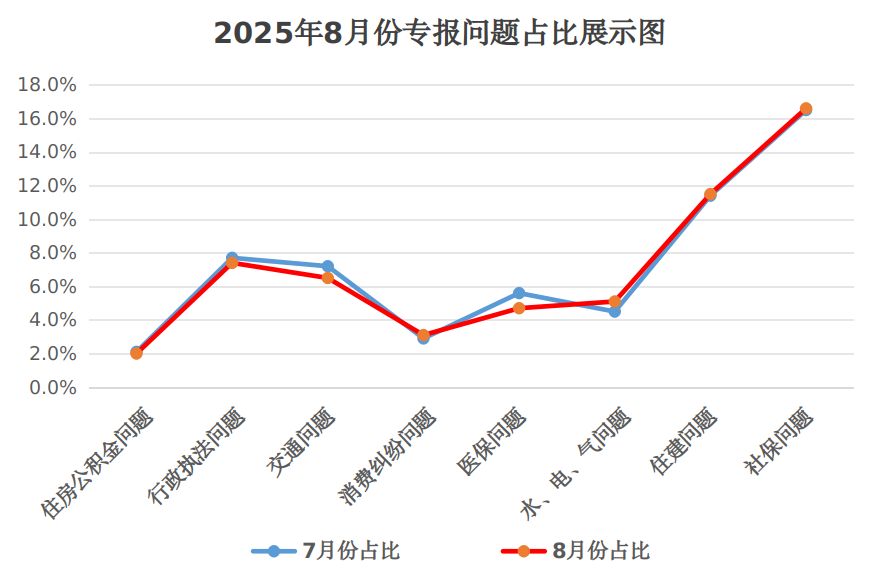 2025年8月份专报问题占比展示图
18.0%
16.0%
14.0%
12.0%
10.0%
8.0%
6.0%
4.0%
2.0%
0.0%
住房公积金问题
行政执法问题
交通问题
消费纠纷问题
医保问题
水、电、气问题
住建问题
社保问题
7月份占比
8月份占比